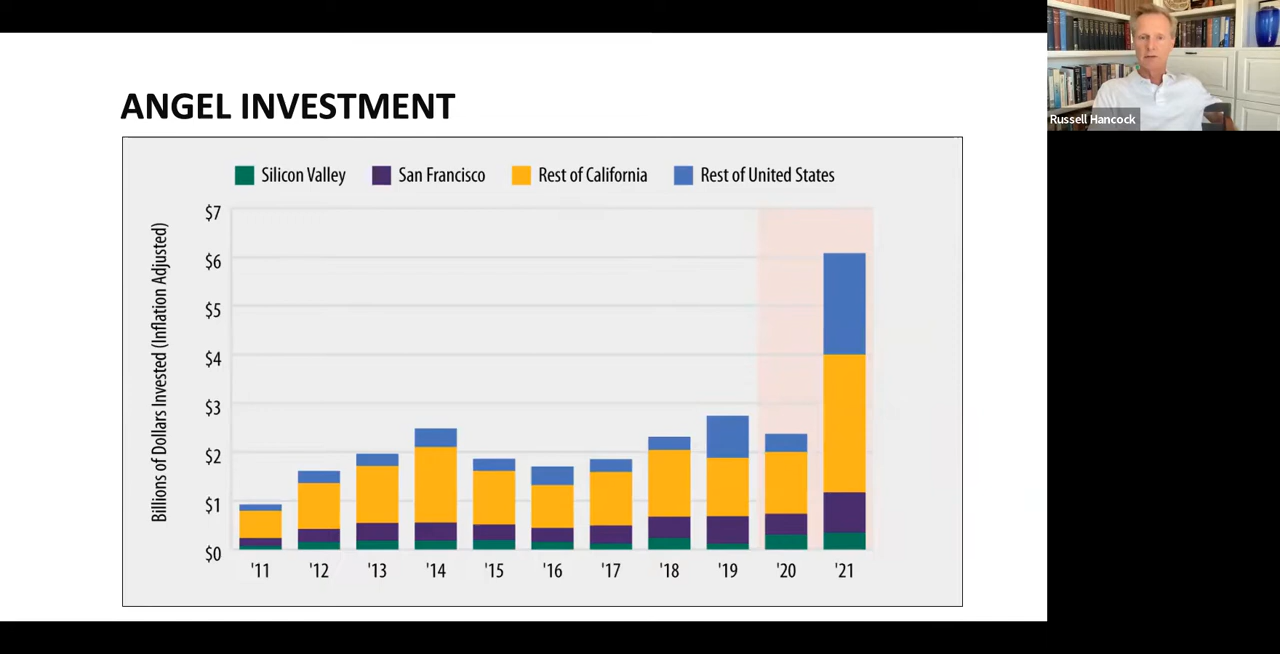 ANGEL INVESTMENT
Silicon Valley San Francisco Rest of California Rest of United States
Billions of Dollars Invested (Inflation Adjusted)
$7
$6
$5
$4
$3
$2
$1
$0
'11 '12 '13 '14 '15 '16 '17 '18 '19 '20 '21
Russell Hancock